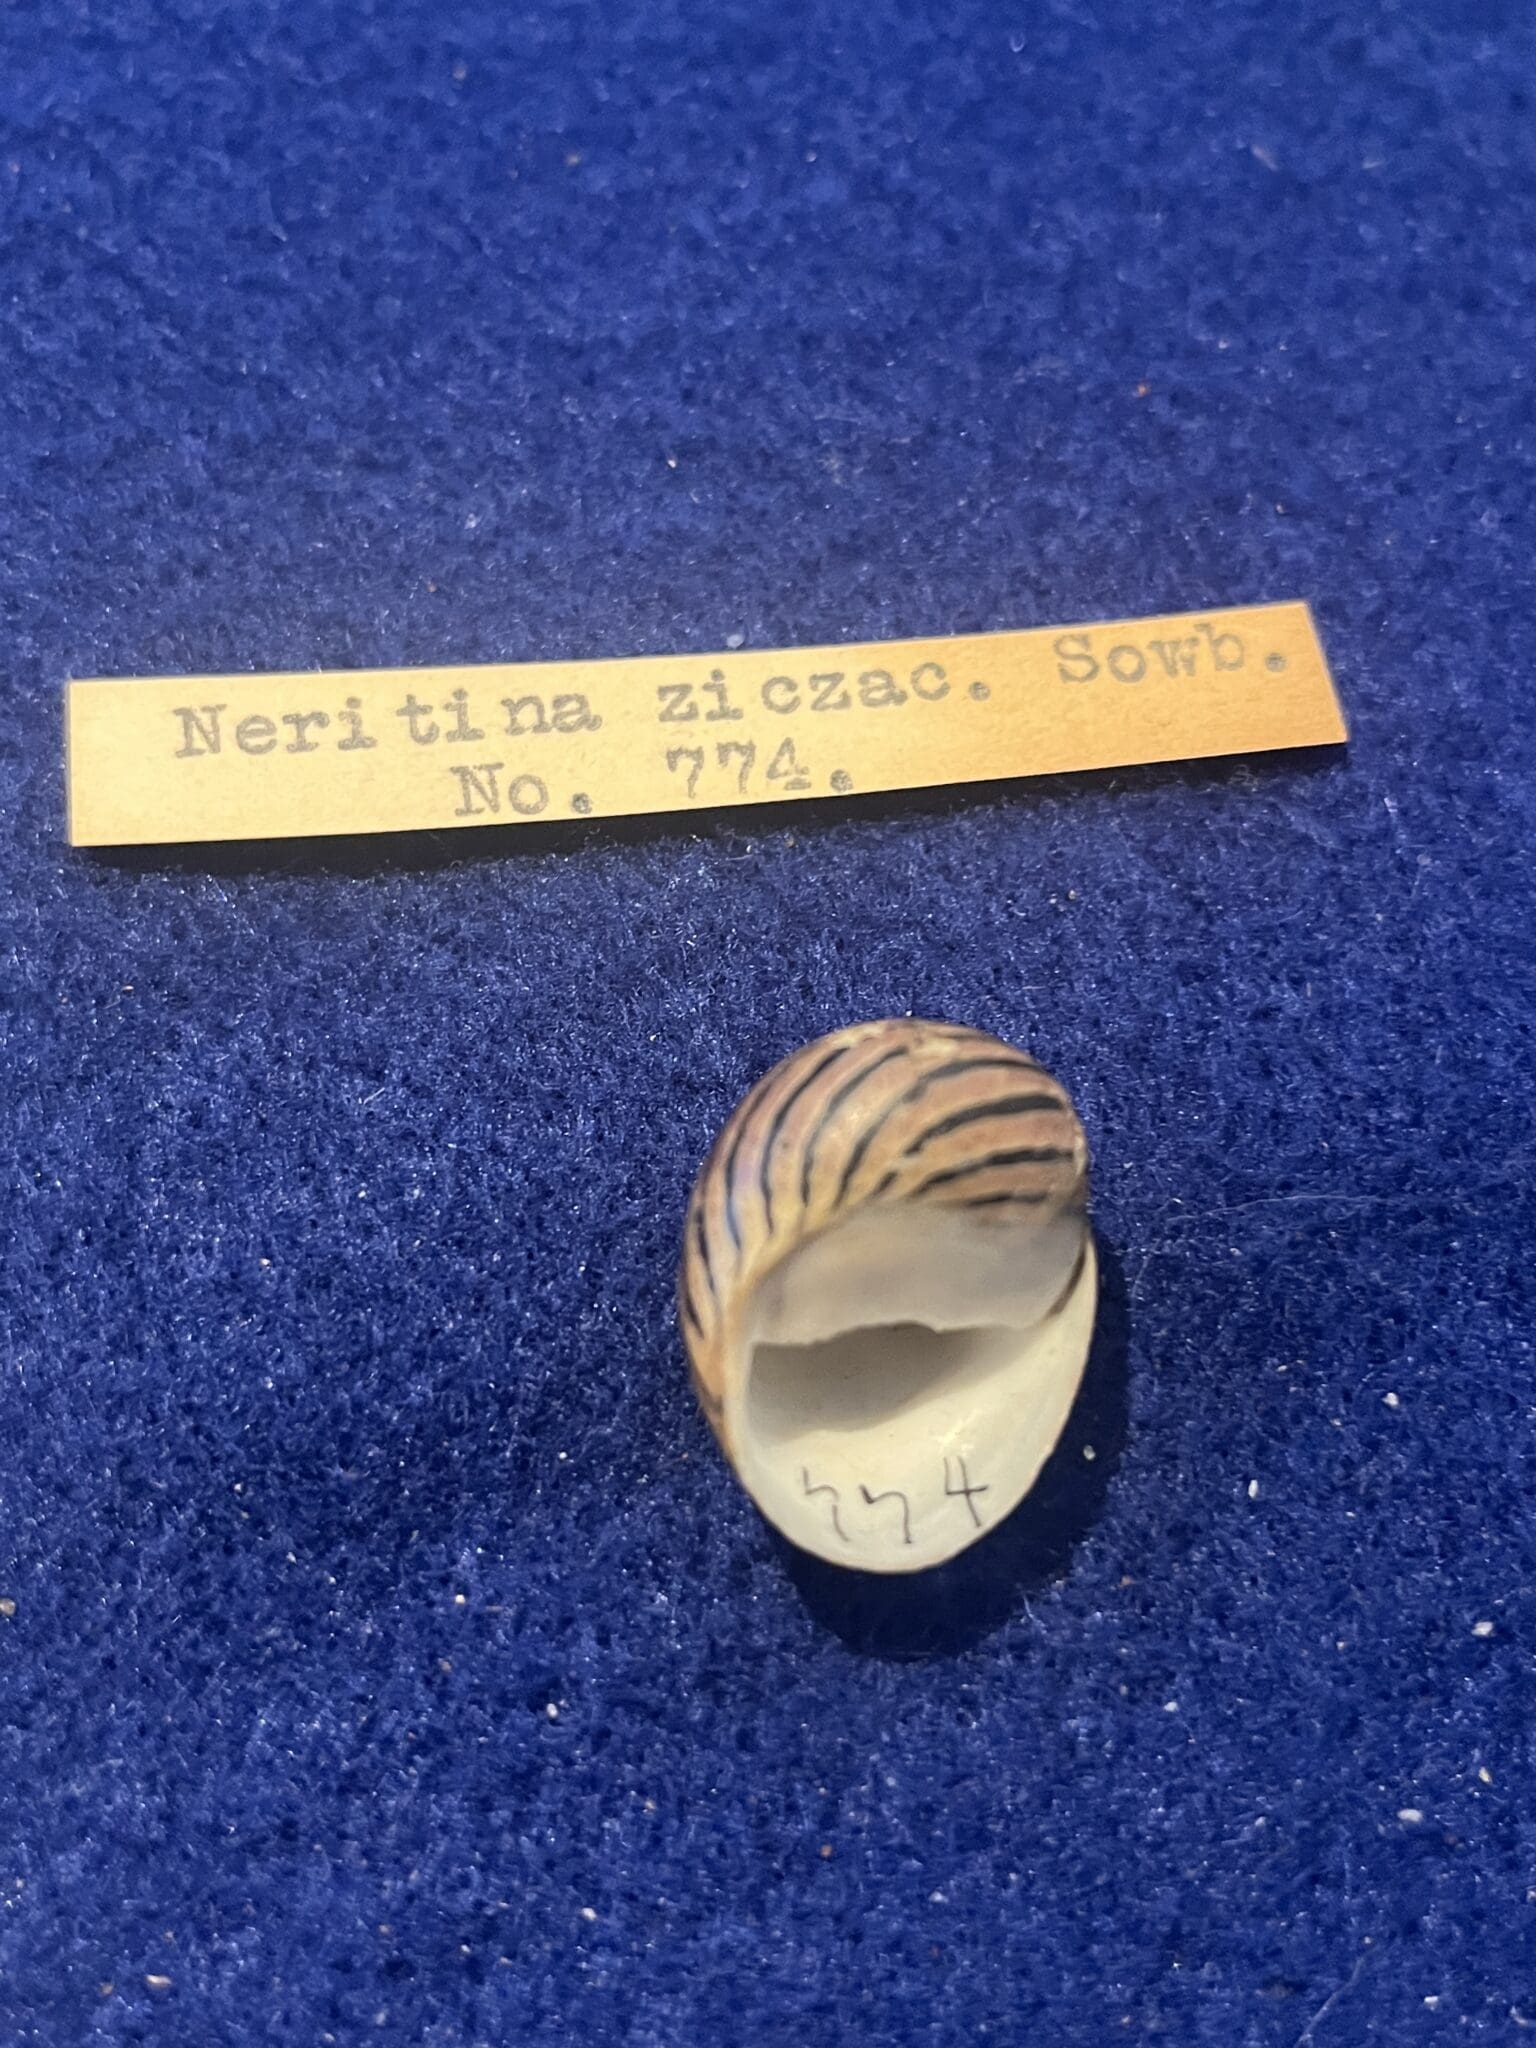 Neritina ziczac. Sowb.
No. 774.
774